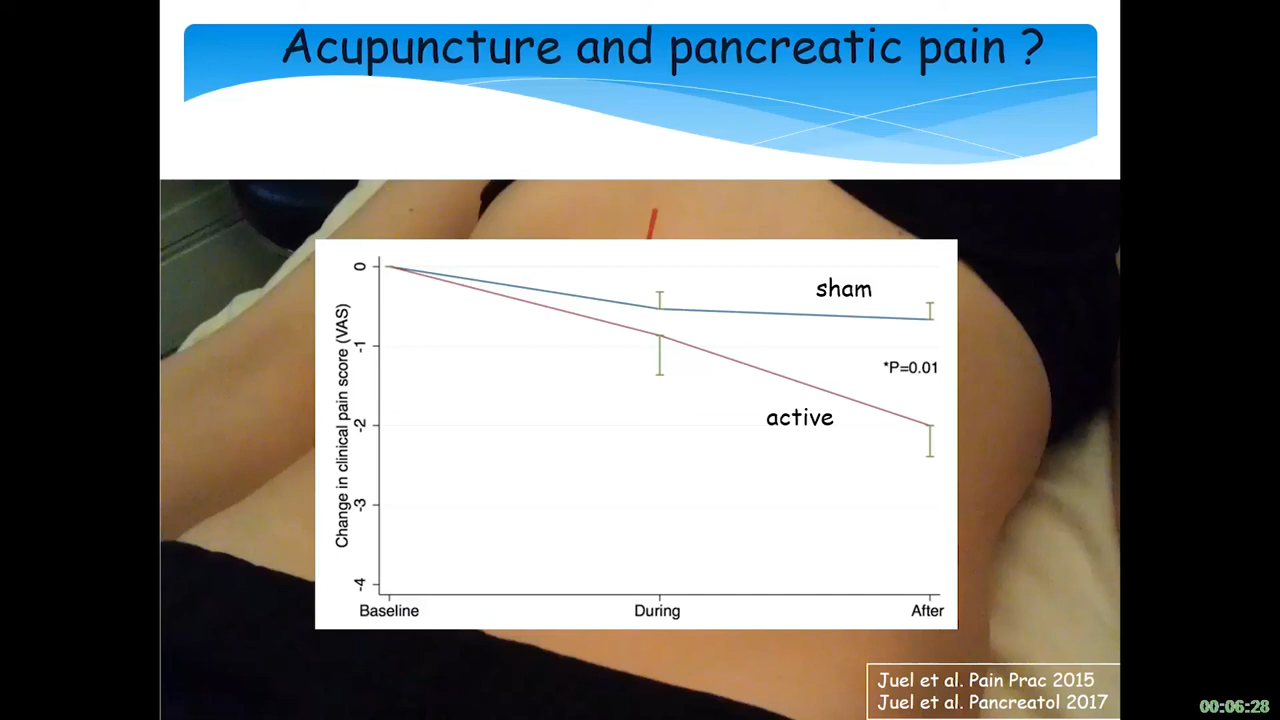 Acupuncture and pancreatic pain ?
Change in clinical pain score (VAS)
0
-1
-2
-3
-4
sham
*P=0.01
active
Baseline
During
After
Juel et al. Pain Prac 2015
Juel et al. Pancreatol 2017
00:06:28